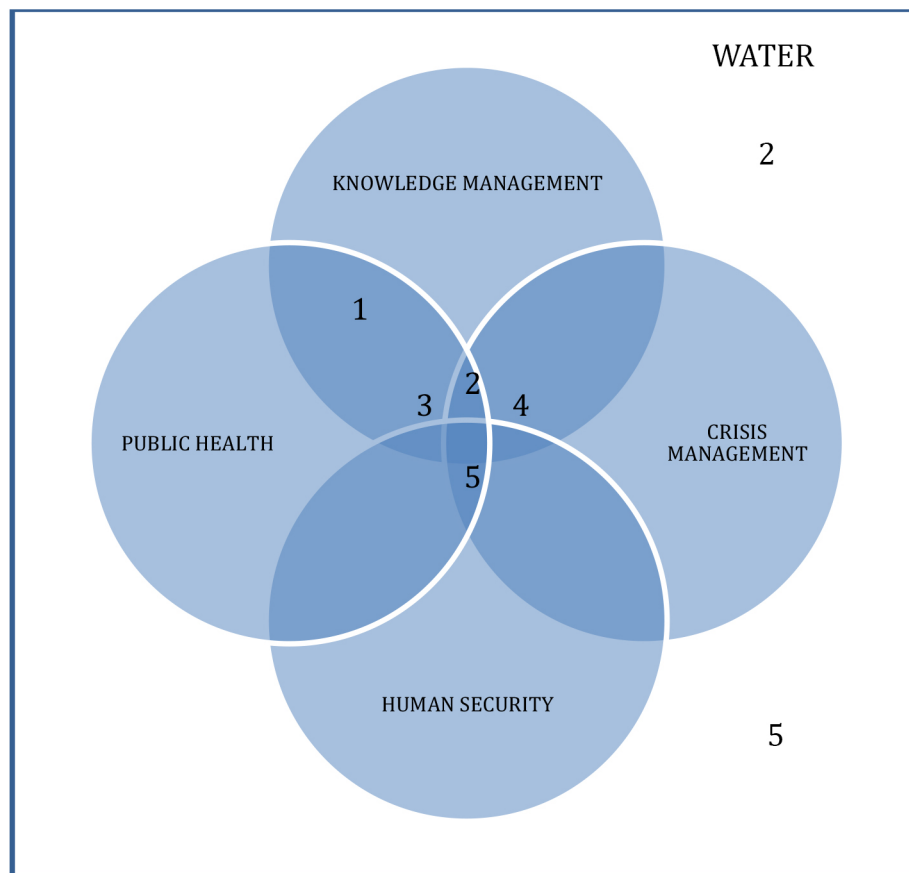 WATER
2
KNOWLEDGE MANAGEMENT
1
2
3
4
PUBLIC HEALTH
CRISIS
MANAGEMENT
5
HUMAN SECURITY
5